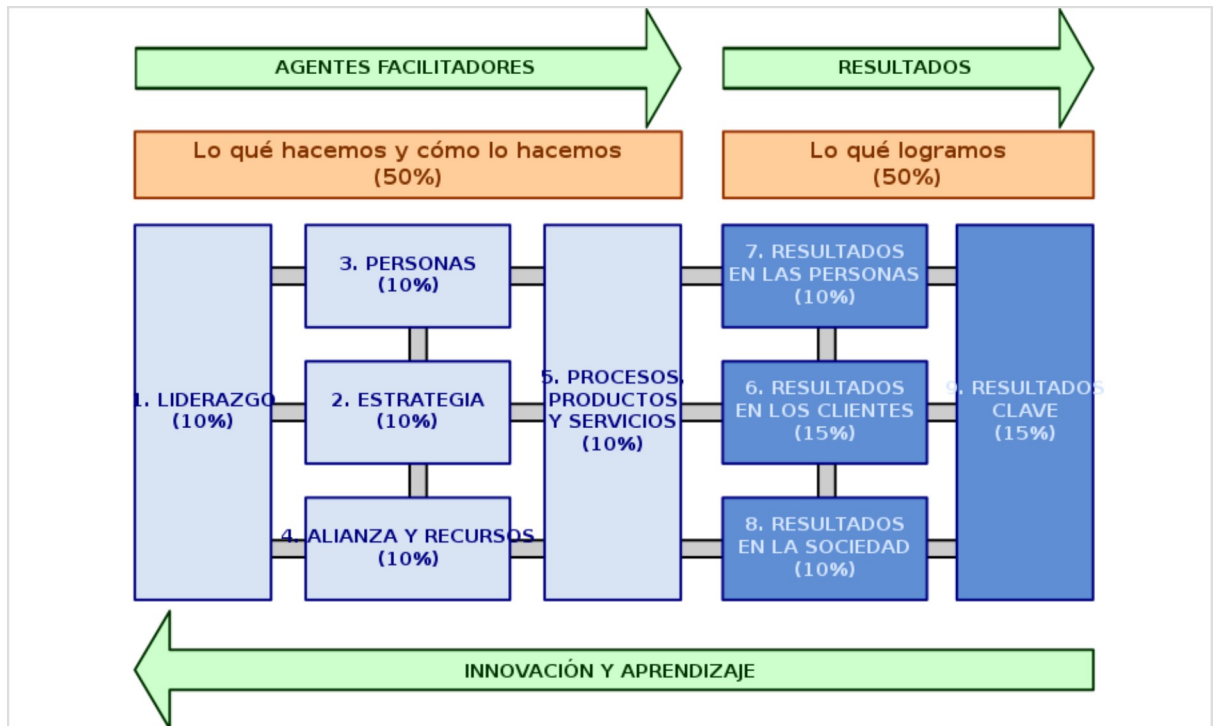 AGENTES FACILITADORES
RESULTADOS
Lo qué hacemos y cómo lo hacemos
(50%)
Lo qué logramos
(50%)
1. LIDERAZGO
(10%)
3. PERSONAS
(10%)
2. ESTRATEGIA
(10%)
4. ALIANZA Y RECURSOS
(10%)
5. PROCESOS,
PRODUCTOS
Y SERVICIOS
(10%)
7. RESULTADOS
EN LAS PERSONAS
(10%)
6. RESULTADOS
EN LOS CLIENTES
(15%)
8. RESULTADOS
EN LA SOCIEDAD
(10%)
9. RESULTADOS
CLAVE
(15%)
INNOVACIÓN Y APRENDIZAJE